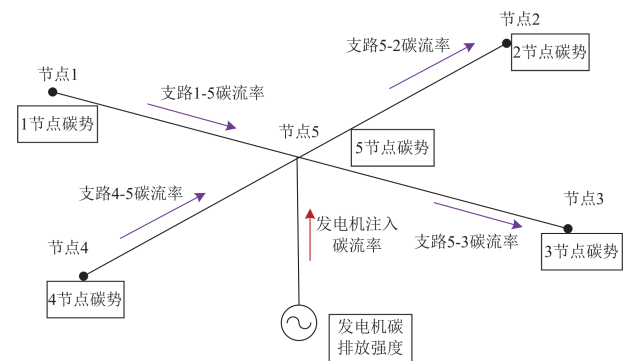 节点2
支路5-2碳流率
2节点碳势
节点1
支路1-5碳流率
1节点碳势
节点5
5节点碳势
支路4-5碳流率
节点3
发电机注入
碳流率
支路5-3碳流率
3节点碳势
节点4
4节点碳势
发电机碳
排放强度